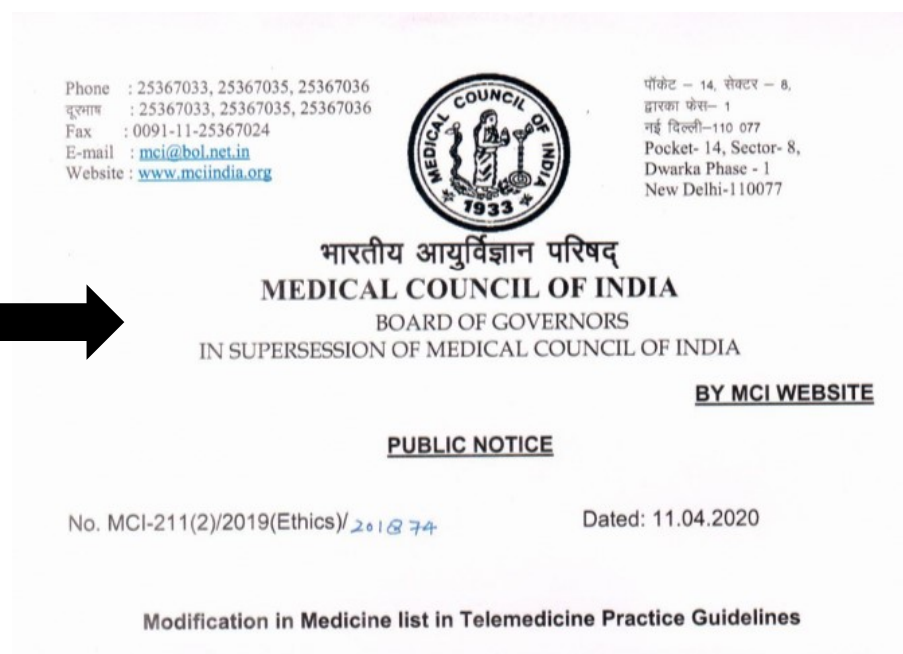 Phone : 25367033, 25367035, 25367036
दूरभाष : 25367033, 25367035, 25367036
Fax : 0091-11-25367024
E-mail : mci@bol.net.in
Website : www.mciindia.org
पॉकेट – 14, सेक्टर – 8,
द्वारका फेस– 1
नई दिल्ली–110 077
Pocket- 14, Sector- 8,
Dwarka Phase - 1
New Delhi-110077
MEDICAL COUNCIL OF INDIA
1933
भारतीय आयुर्विज्ञान परिषद्
MEDICAL COUNCIL OF INDIA
BOARD OF GOVERNORS
IN SUPERSESSION OF MEDICAL COUNCIL OF INDIA
BY MCI WEBSITE
PUBLIC NOTICE
No. MCI-211(2)/2019(Ethics)/201874 Dated: 11.04.2020
Modification in Medicine list in Telemedicine Practice Guidelines